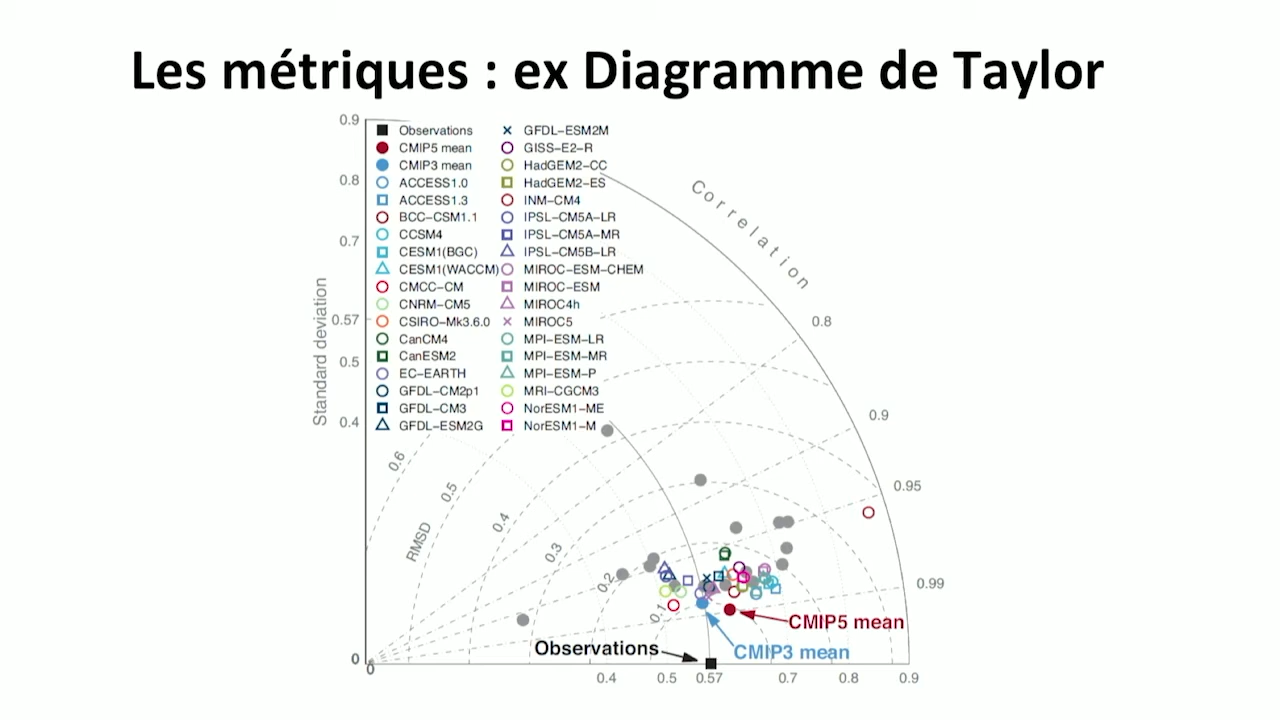 Les métriques : ex Diagramme de Taylor
0.9
0.8
0.7
0.57
0.5
0.4
0
Standard deviation
Observations
CMIP5 mean
CMIP3 mean
ACCESS1.0
ACCESS1.3
BCC-CSM1.1
CCSM4
CESM1(BGC)
CESM1(WACCM)
CMCC-CM
CNRM-CM5
CSIRO-Mk3.6.0
CanCM4
CanESM2
EC-EARTH
GFDL-CM2p1
GFDL-CM3
GFDL-ESM2G
GFDL-ESM2M
GISS-E2-R
HadGEM2-CC
HadGEM2-ES
INM-CM4
IPSL-CM5A-LR
IPSL-CM5A-MR
IPSL-CM5B-LR
MIROC-ESM-CHEM
MIROC-ESM
MIROC4h
MIROC5
MPI-ESM-LR
MPI-ESM-MR
MPI-ESM-P
MRI-CGCM3
NorESM1-ME
NorESM1-M
Correlation
0.8
0.9
0.95
0.99
0.6
0.5
0.4
0.3
0.2
0.1
RMSD
CMIP5 mean
Observations
CMIP3 mean
0
0.4
0.5
0.57
0.7
0.8
0.9